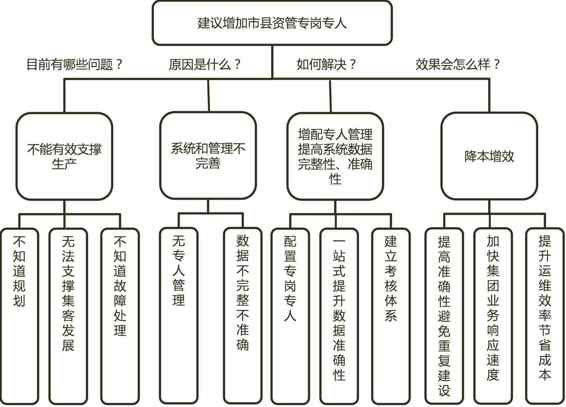 建议增加市县资管专岗专人
目前有哪些问题？
原因是什么？
如何解决？
效果会怎么样？
不能有效支撑
生产
系统和管理不
完善
增配专人管理
提高系统数据
完整性、准确
性
降本增效
不知道规划
无法支撑集客发展
不知道故障处理
无专人管理
数据不完整不准确
配置专岗专人
一站式提升数据准确性
建立考核体系
提高准确性避免重复建设
加快集团业务响应速度
提升运维效率节省成本